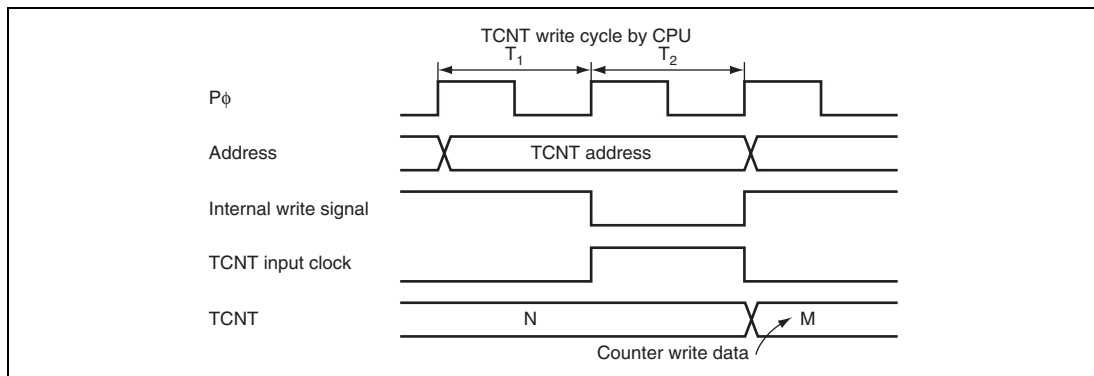 TCNT write cycle by CPU
T1 T2
Pϕ
Address TCNT address
Internal write signal
TCNT input clock
TCNT N M
Counter write data